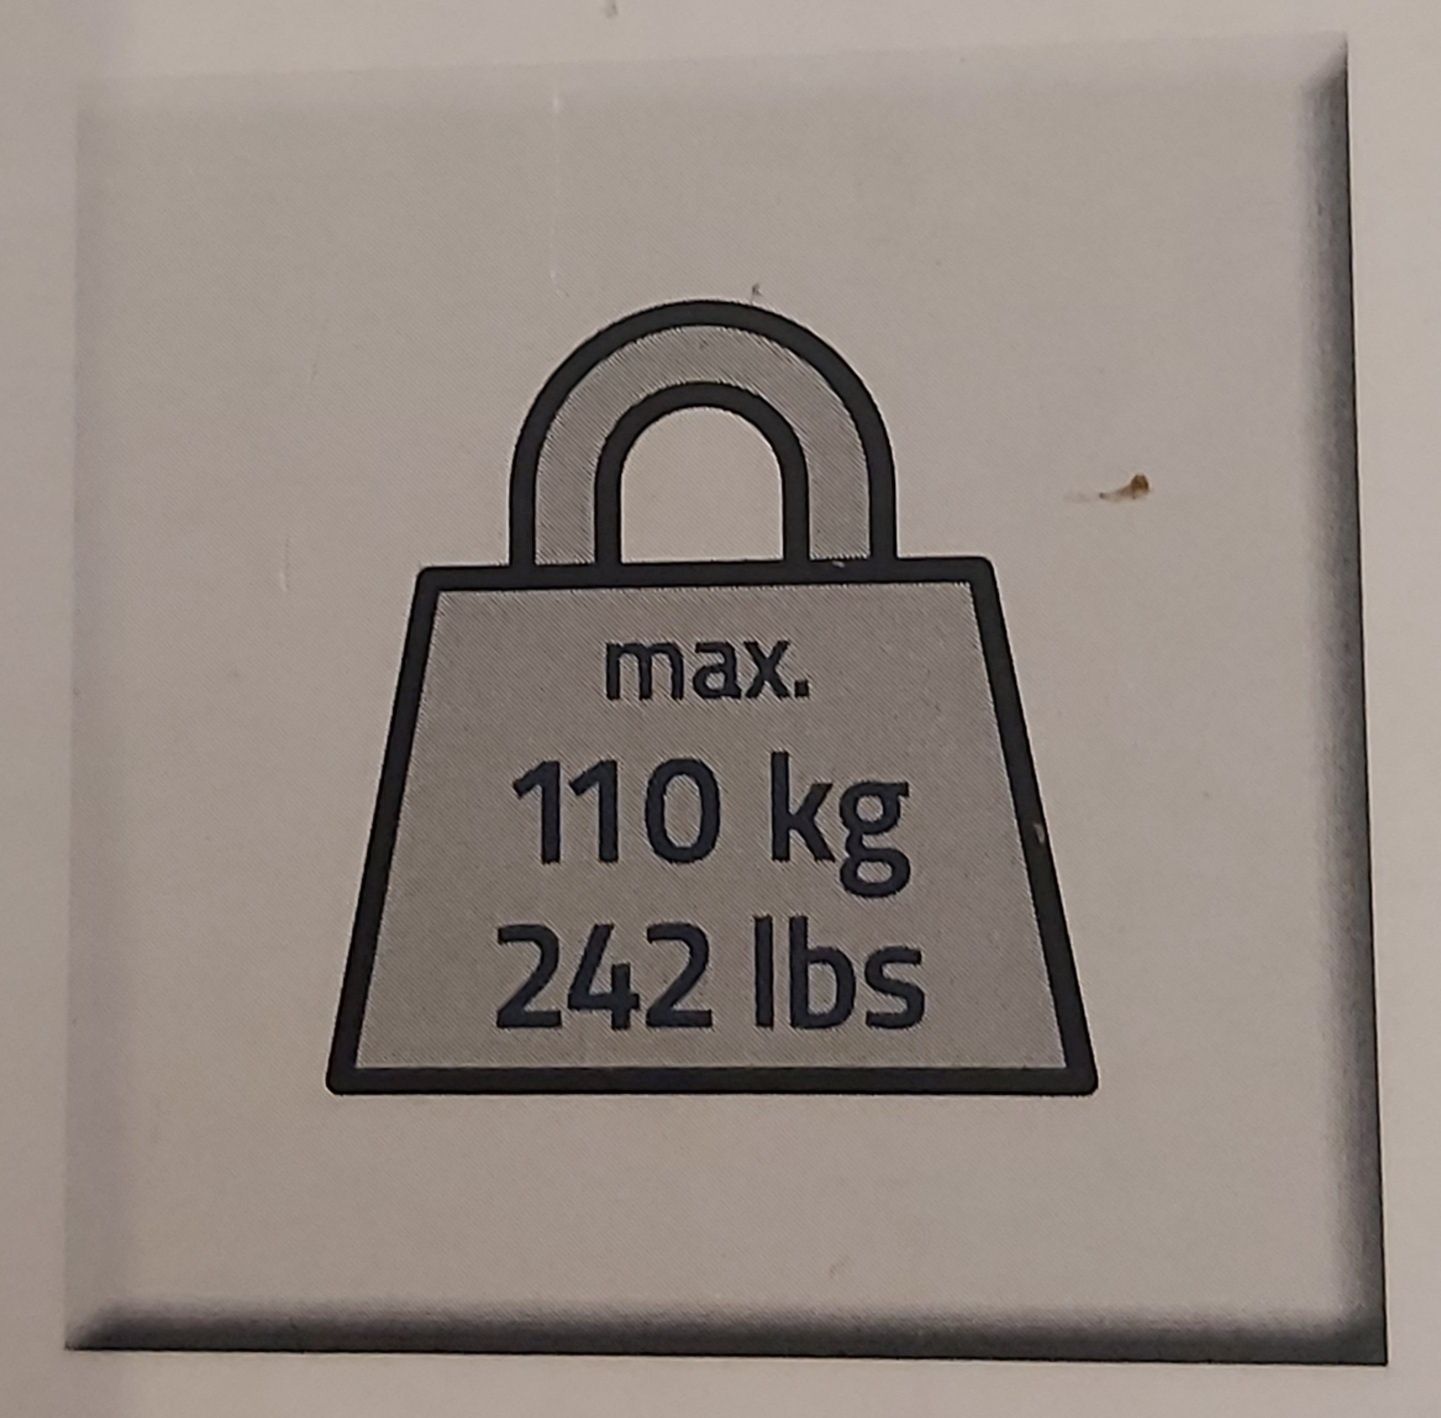 max.
110 kg
242 lbs